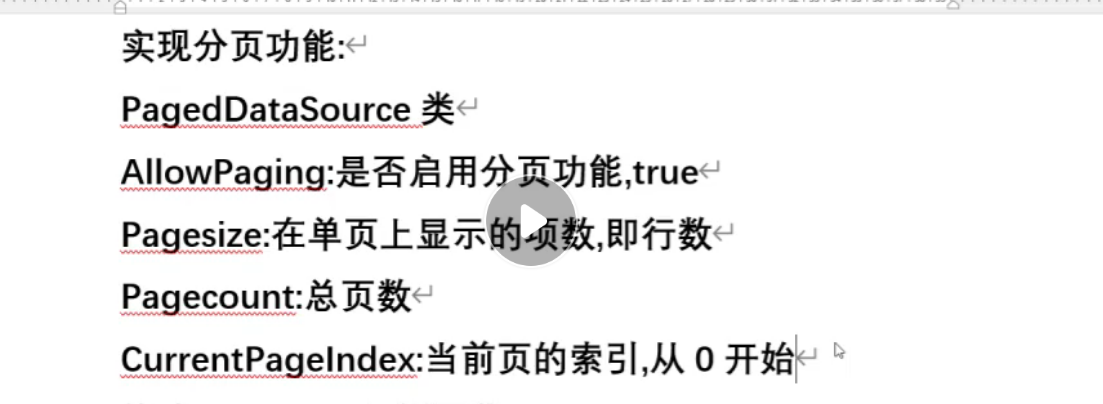 实现分页功能:
PagedDataSource 类
AllowPaging:是否启用分页功能,true
Pagesize:在单页上显示的项数,即行数
Pagecount:总页数
CurrentPageIndex:当前页的索引,从 0 开始